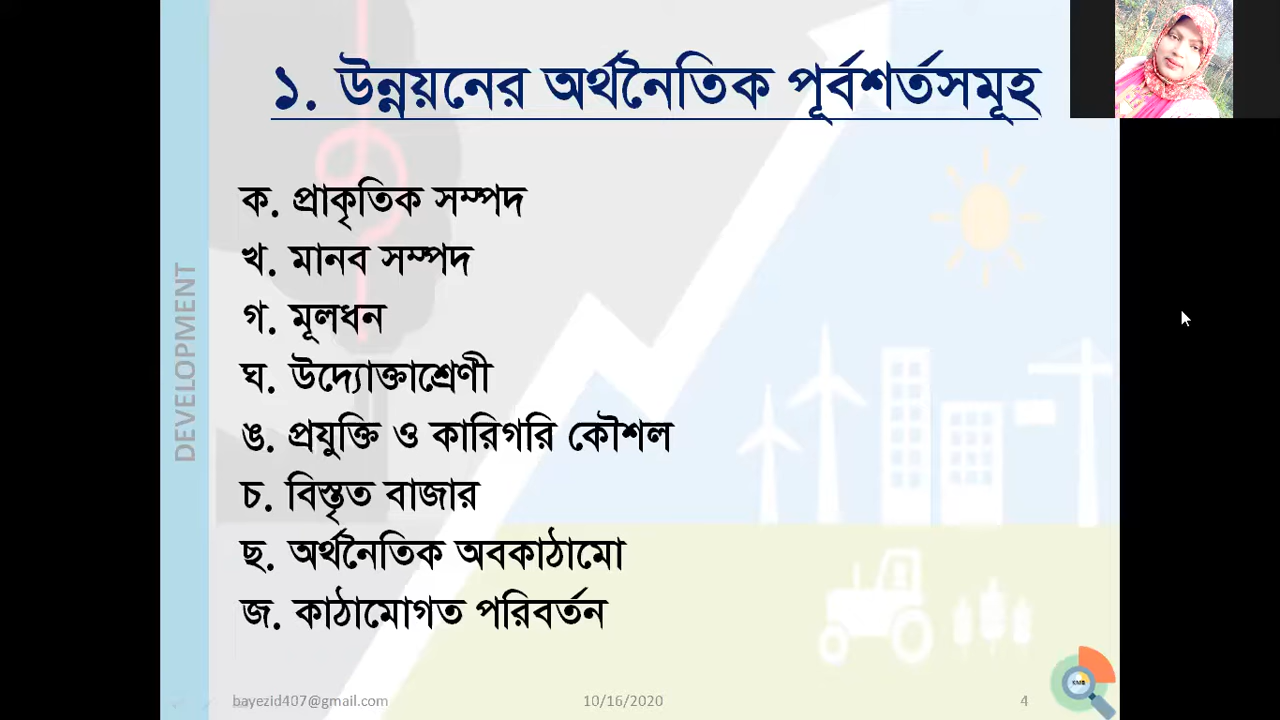 ১. উন্নয়নের অর্থনৈতিক পূর্বশর্তসমূহ
ক. প্রাকৃতিক সম্পদ
খ. মানব সম্পদ
গ. মূলধন
ঘ. উদ্যোক্তাশ্রেণী
ঙ. প্রযুক্তি ও কারিগরি কৌশল
চ. বিস্তৃত বাজার
ছ. অর্থনৈতিক অবকাঠামো
জ. কাঠামোগত পরিবর্তন
DEVELOPMENT
bayezid407@gmail.com 10/16/2020 4